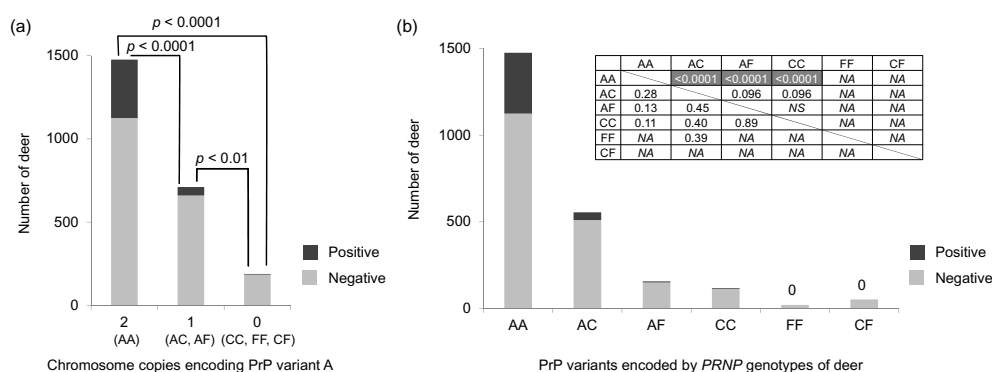 (a)
p < 0.0001
p < 0.0001
p < 0.01
Number of deer
1500
1000
500
0
Positive
Negative
2 1 0
(AA) (AC, AF) (CC, FF, CF)
Chromosome copies encoding PrP variant A
(b)
Number of deer
1500
1000
500
0
AA AC AF CC FF CF
AA <0.0001 <0.0001 <0.0001 NA NA
AC 0.28 0.096 0.096 NA NA
AF 0.13 0.45 NS NA NA
CC 0.11 0.40 0.89 NA NA
FF NA 0.39 NA NA NA
CF NA NA NA NA NA
Positive
Negative
0 0
AA AC AF CC FF CF
PrP variants encoded by PRNP genotypes of deer